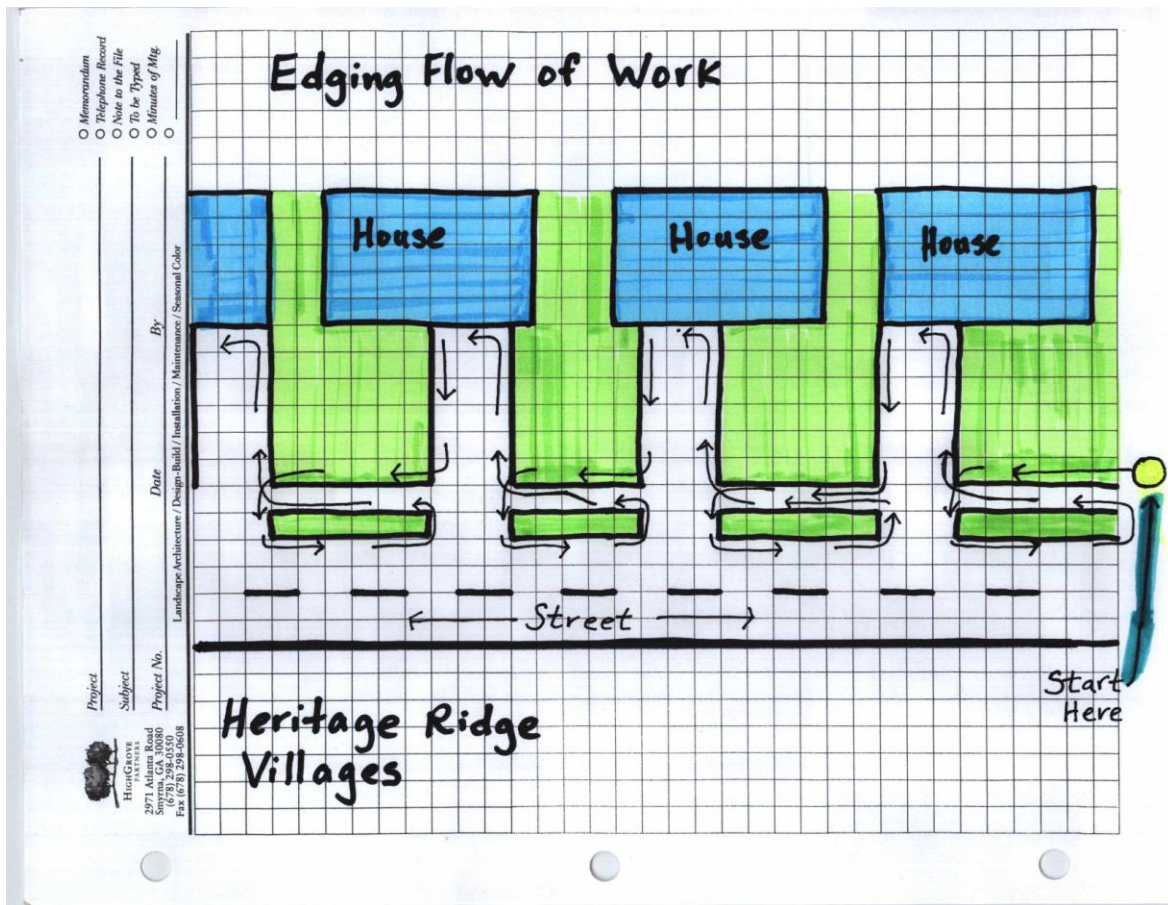 Edging Flow of Work
House
House
House
Street
Start
Here
Heritage Ridge
Villages
Memorandum
Telephone Record
Note to the File
To be Typed
Minutes of Mtg.
Project
Subject
Project No.
Date
By
Landscape Architecture / Design-Build / Installation / Maintenance / Seasonal Color
HIGHGROVE
PARTNERS
2971 Atlanta Road
Smyrna, GA 30080
(678) 298-0550
Fax (678) 298-0608